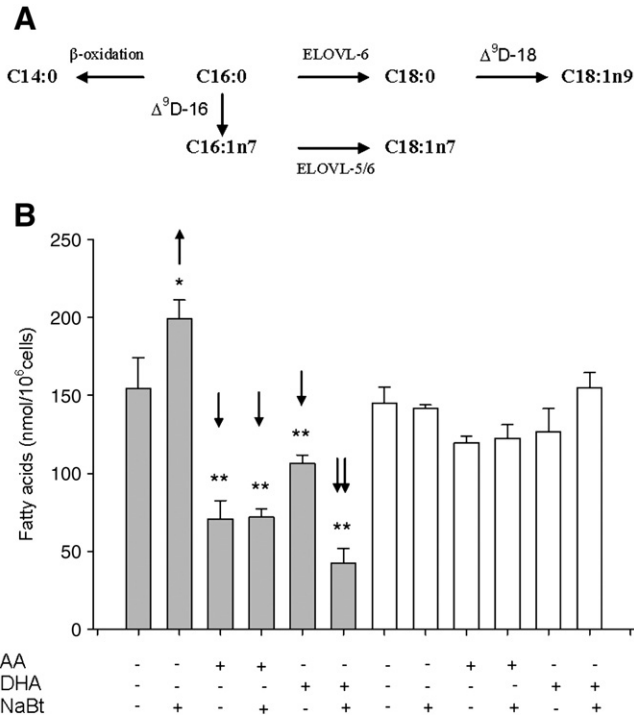 A
β-oxidation ELOVL-6 Δ⁹D-18
C14:0 C16:0 C18:0 C18:1n9
Δ⁹D-16
C16:1n7 C18:1n7
ELOVL-5/6
B
Fatty acids (nmol/10⁶cells)
250
200
150
100
50
0
*
**
**
**
**
AA - - + + - - - - + + - -
DHA - - - - + + - - - - + +
NaBt - + - + - + - + - + - +